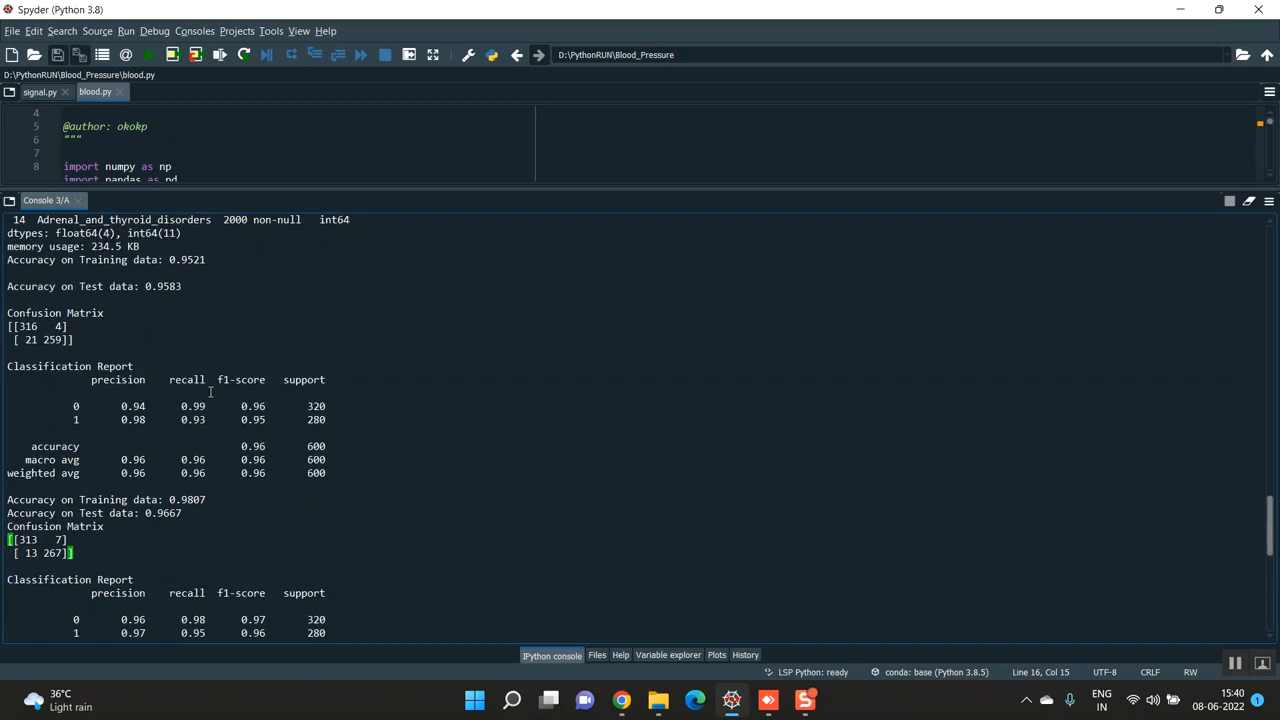 Spyder (Python 3.8)
File Edit Search Source Run Debug Consoles Projects Tools View Help
D:\PythonRUN\Blood_Pressure
D:\PythonRUN\Blood_Pressure\blood.py
signal.py blood.py
4
5 @author: okokp
6 """
7
8 import numpy as np
import pandas as pd
Console 3/A
14 Adrenal_and_thyroid_disorders 2000 non-null int64
dtypes: float64(4), int64(11)
memory usage: 234.5 KB
Accuracy on Training data: 0.9521
Accuracy on Test data: 0.9583
Confusion Matrix
[[316 4]
[ 21 259]]
Classification Report
precision recall f1-score support
0 0.94 0.99 0.96 320
1 0.98 0.93 0.95 280
accuracy 0.96 600
macro avg 0.96 0.96 0.96 600
weighted avg 0.96 0.96 0.96 600
Accuracy on Training data: 0.9807
Accuracy on Test data: 0.9667
Confusion Matrix
[[313 7]
[ 13 267]]
Classification Report
precision recall f1-score support
0 0.96 0.98 0.97 320
1 0.97 0.95 0.96 280
IPython console Files Help Variable explorer Plots History
LSP Python: ready conda: base (Python 3.8.5) Line 16, Col 15 UTF-8 CRLF RW
36°C
Light rain
ENG
IN
15:40
08-06-2022
1